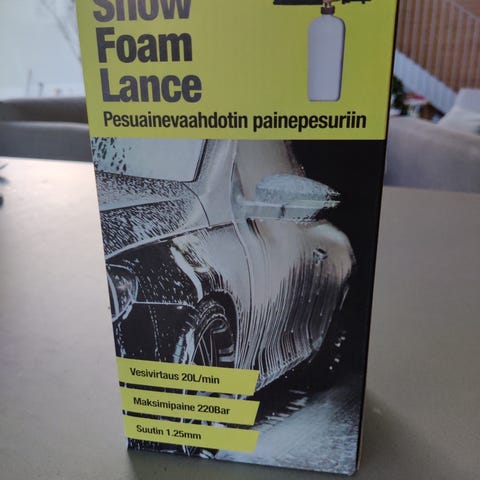 Snow
Foam
Lance
Pesuainevaahdotin painepesuriin
Vesivirtaus 20L/min
Maksimipaine 220Bar
Suutin 1.25mm